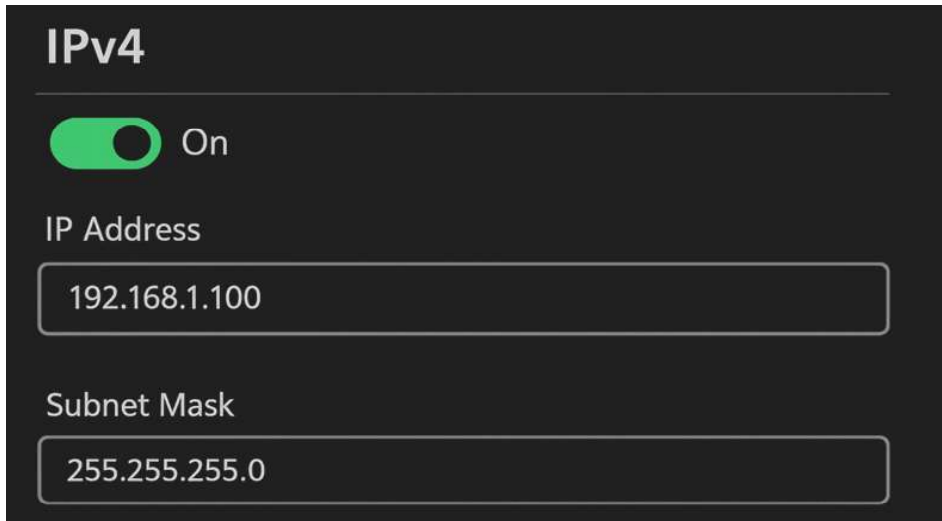 IPv4
On
IP Address
192.168.1.100
Subnet Mask
255.255.255.0